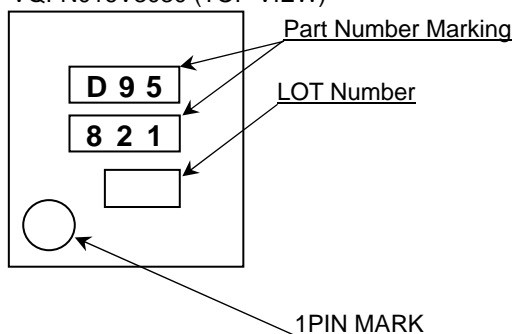 Part Number Marking
D 9 5
LOT Number
8 2 1
1PIN MARK